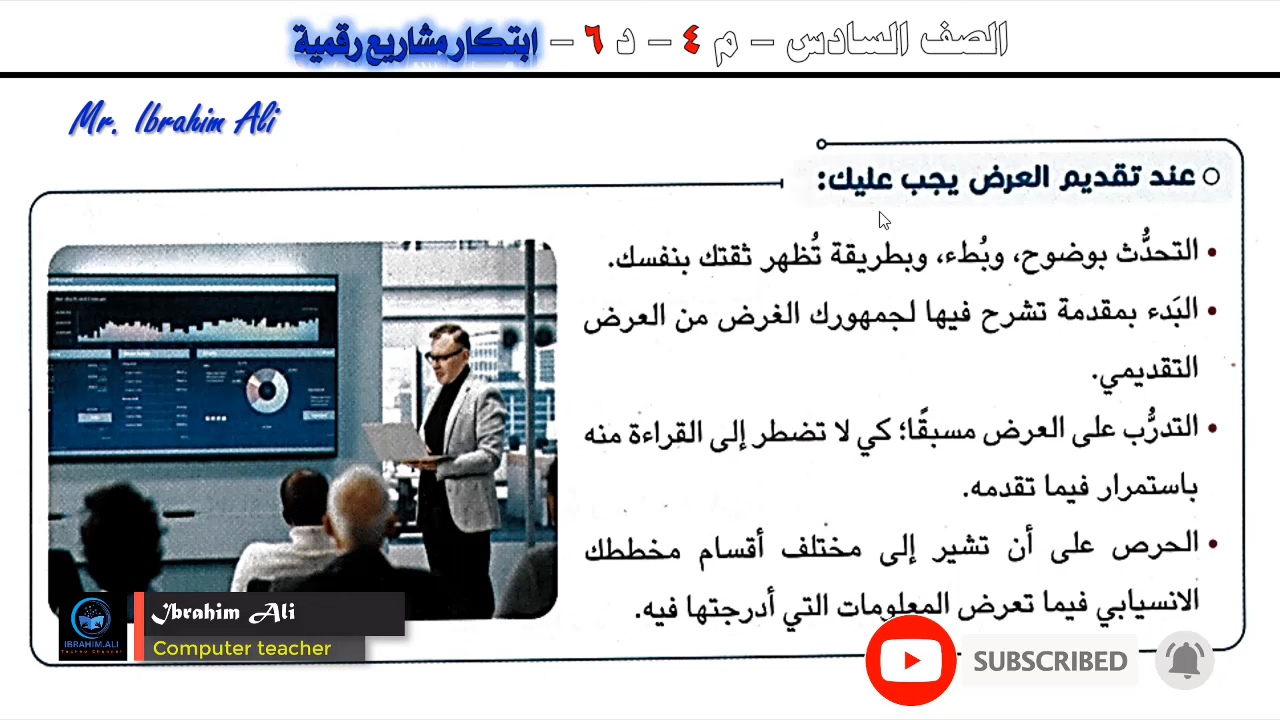 الصف السادس – م ٤ – د ٦ – ابتكار مشاريع رقمية
Mr. Ibrahim Ali
عند تقديم العرض يجب عليك:
• التحدُّث بوضوح، وبُطء، وبطريقة تُظهر ثقتك بنفسك.
• البَدء بمقدمة تشرح فيها لجمهورك الغرض من العرض
التقديمي.
• التدرُّب على العرض مسبقًا؛ كي لا تضطر إلى القراءة منه
باستمرار فيما تقدمه.
• الحرص على أن تشير إلى مختلف أقسام مخططك
الانسيابي فيما تعرض المعلومات التي أدرجتها فيه.
IBRAHIM.ALI
Ibrahim Ali
Computer teacher
SUBSCRIBED